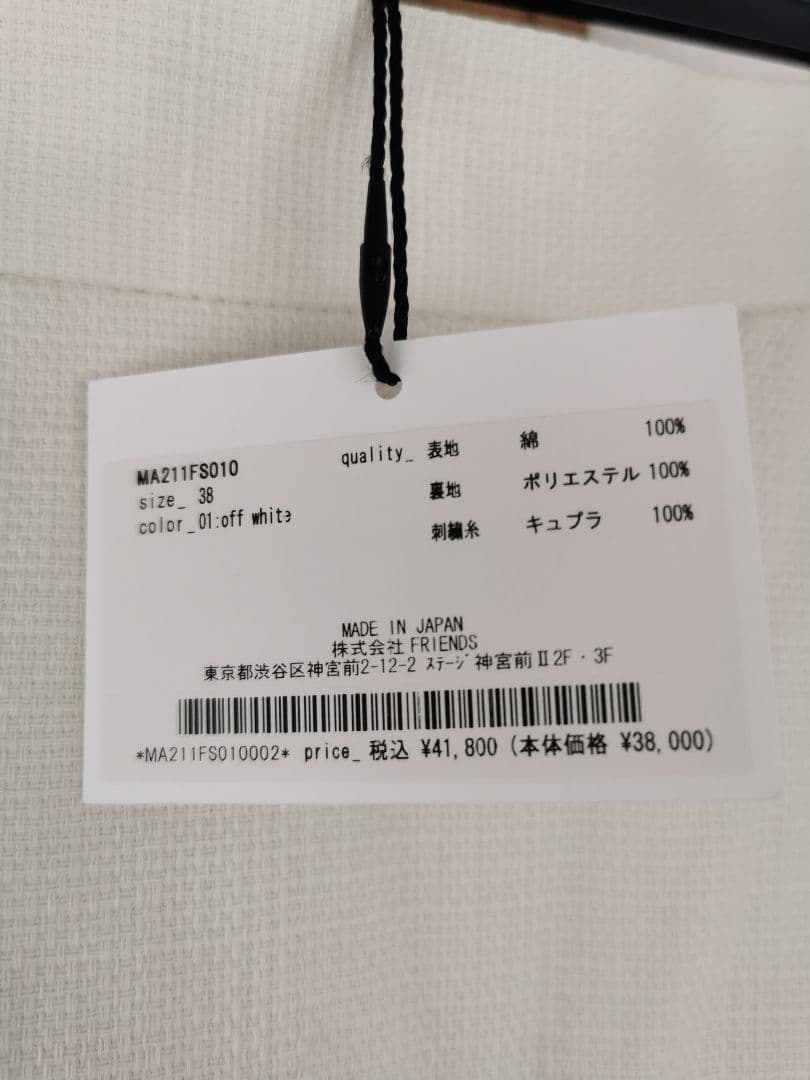 MA211FS010 quality_ 表地 綿 100%
size_ 38 裏地 ポリエステル 100%
color_01:off white 刺繍糸 キュプラ 100%
MADE IN JAPAN
株式会社 FRIENDS
東京都渋谷区神宮前2-12-2 ｽﾃｰｼﾞ神宮前Ⅱ2F・3F
*MA211FS010002* price_ 税込 ¥41,800 (本体価格 ¥38,000)